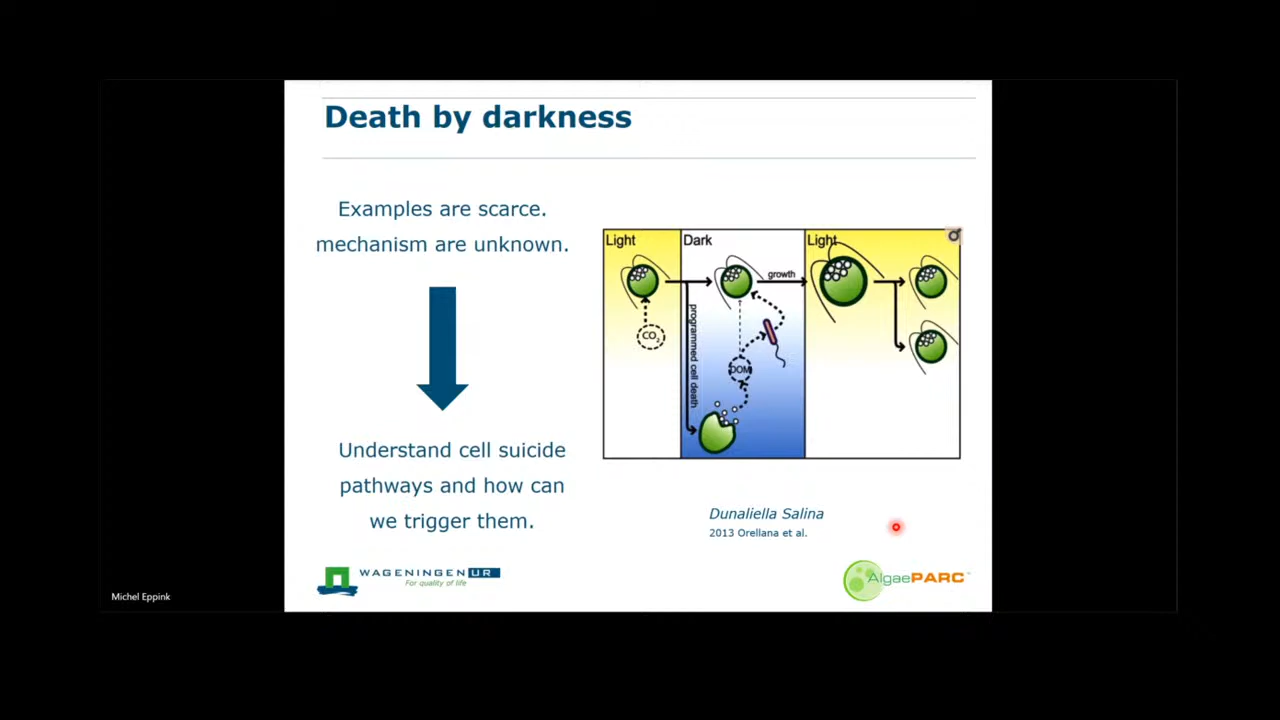 Death by darkness
Examples are scarce.
mechanism are unknown.
Understand cell suicide
pathways and how can
we trigger them.
Light
Dark
Light
growth
CO2
programmed cell death
DOM
Dunaliella Salina
2013 Orellana et al.
WAGENINGEN UR
For quality of life
AlgaePARC™
Michel Eppink